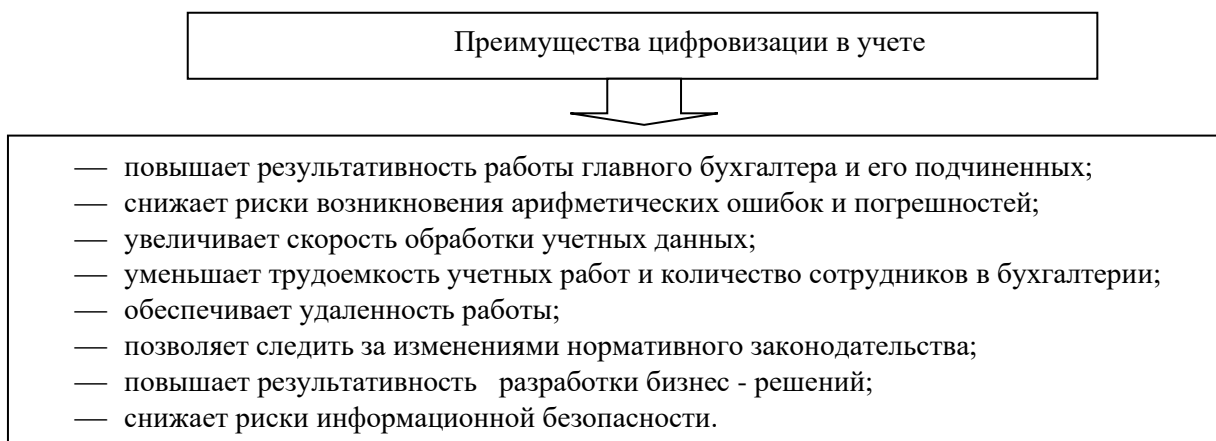 Преимущества цифровизации в учете
— повышает результативность работы главного бухгалтера и его подчиненных;
— снижает риски возникновения арифметических ошибок и погрешностей;
— увеличивает скорость обработки учетных данных;
— уменьшает трудоемкость учетных работ и количество сотрудников в бухгалтерии;
— обеспечивает удаленность работы;
— позволяет следить за изменениями нормативного законодательства;
— повышает результативность разработки бизнес - решений;
— снижает риски информационной безопасности.